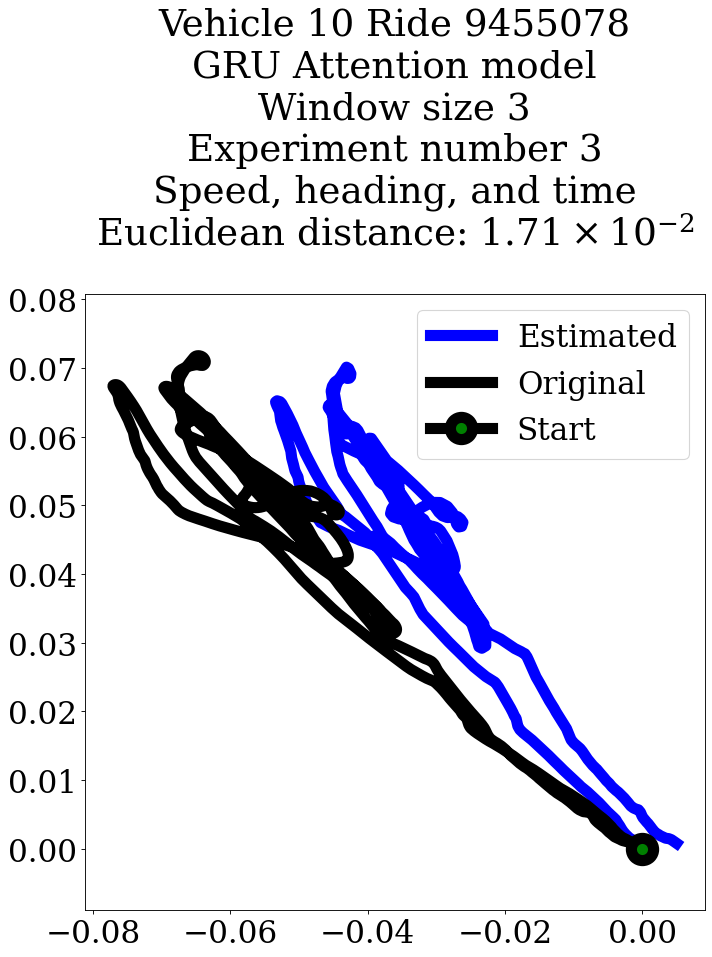 Vehicle 10 Ride 9455078
GRU Attention model
Window size 3
Experiment number 3
Speed, heading, and time
Euclidean distance: 1.71 × 10⁻²
0.08
0.07
0.06
0.05
0.04
0.03
0.02
0.01
0.00
Estimated
Original
Start
−0.08 −0.06 −0.04 −0.02 0.00